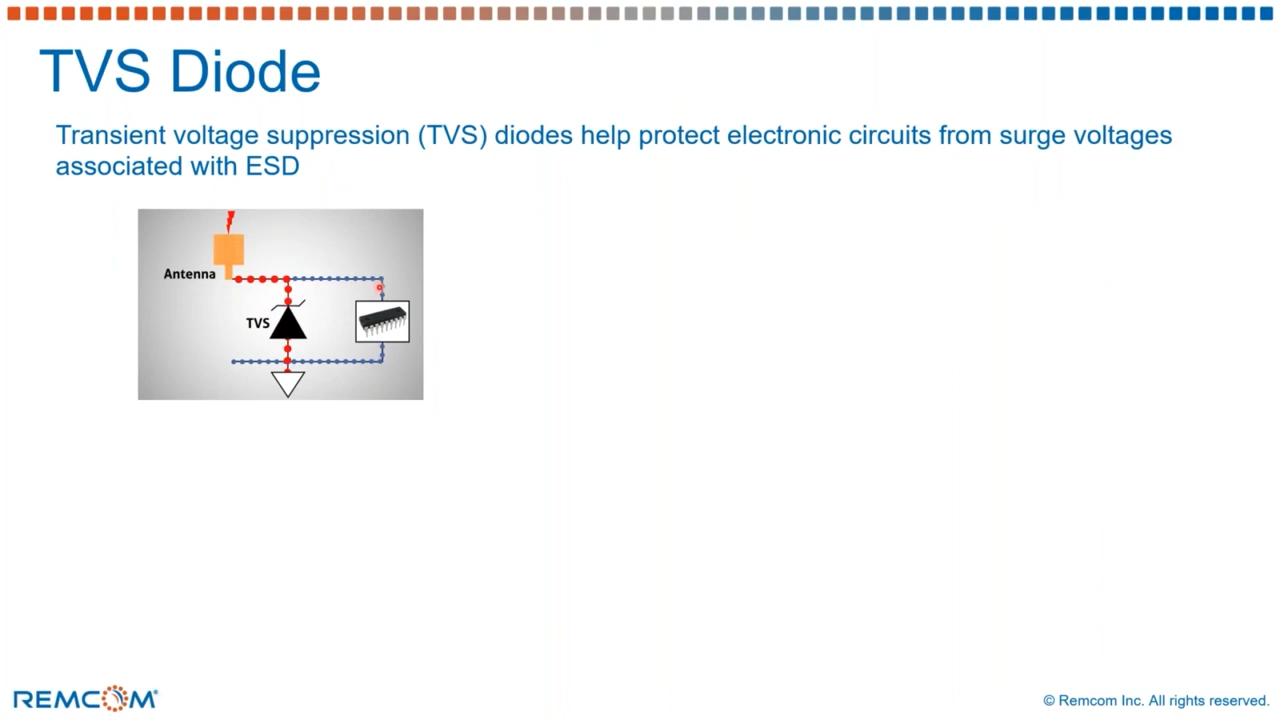 TVS Diode
Transient voltage suppression (TVS) diodes help protect electronic circuits from surge voltages
associated with ESD
Antenna
TVS
REMCOM®
© Remcom Inc. All rights reserved.